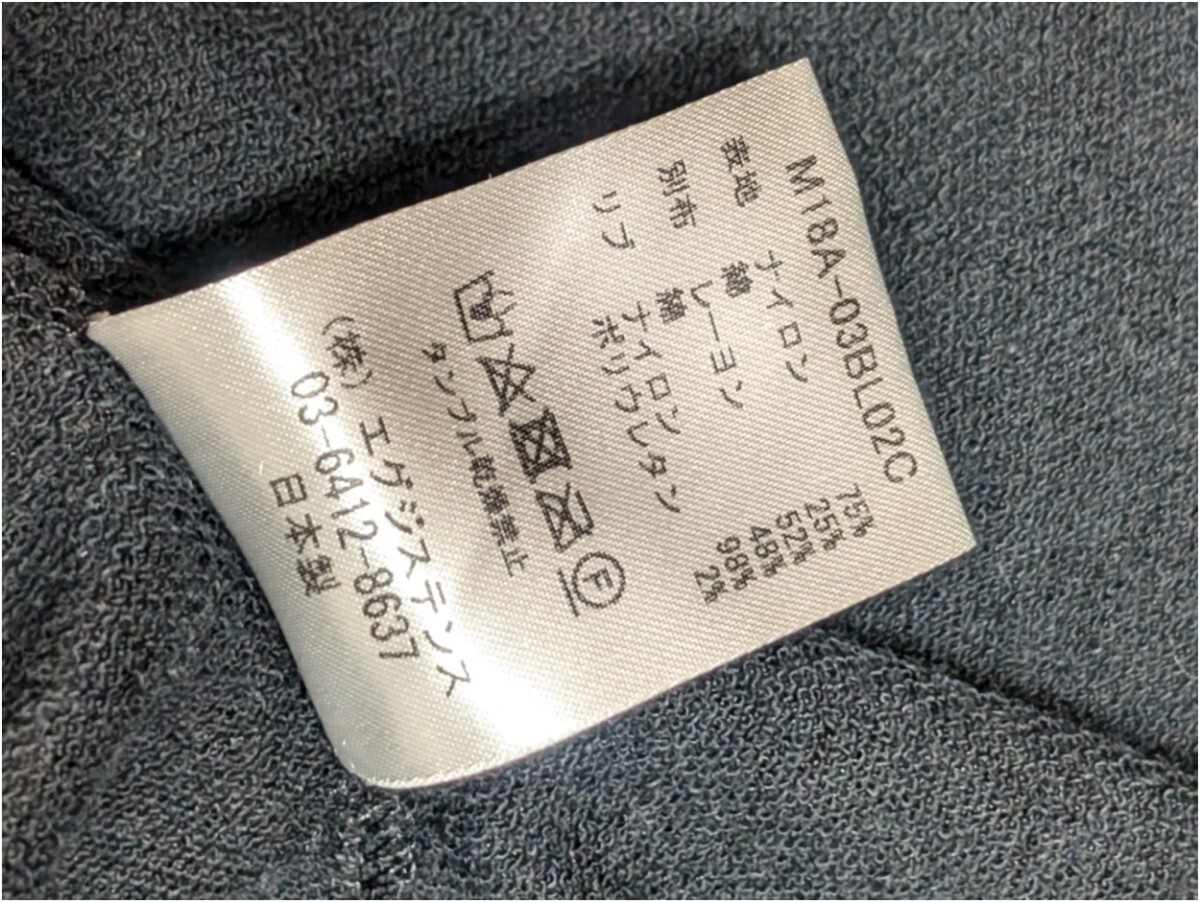 M18A-03BL02C
表地 ナイロン 75%
綿 25%
別布 レーヨン 52%
綿 48%
リブ ナイロン 98%
ポリウレタン 2%
F
タンブル乾燥禁止
(株)エグジステンス
03-6412-8637
日本製